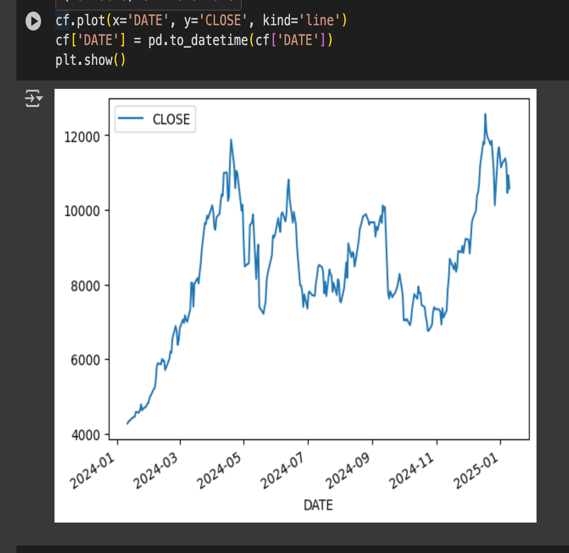 cf.plot(x='DATE', y='CLOSE', kind='line')
cf['DATE'] = pd.to_datetime(cf['DATE'])
plt.show()
CLOSE
12000
10000
8000
6000
4000
2024-01
2024-03
2024-05
2024-07
2024-09
2024-11
2025-01
DATE